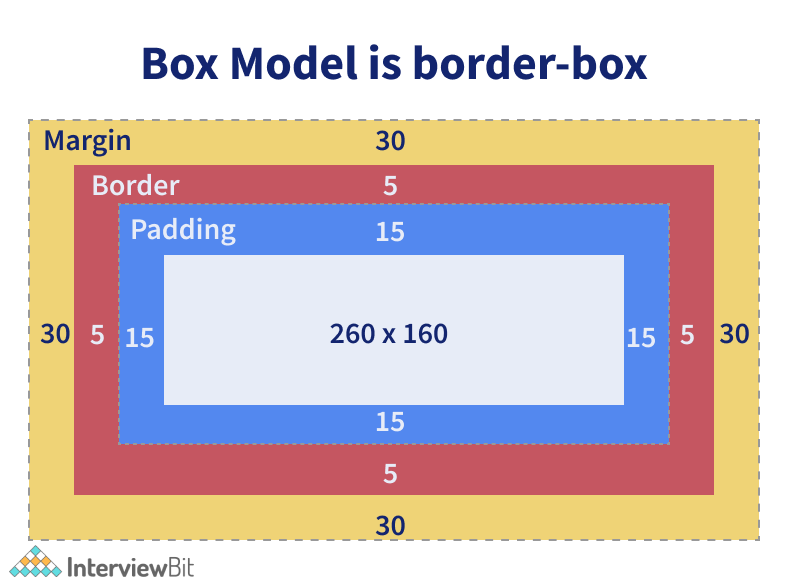 Box Model is border-box
Margin 30
Border 5
Padding 15
30 5 15 260 x 160 15 5 30
15
5
30
InterviewBit